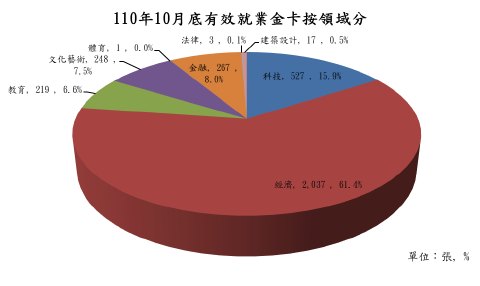 110年10月底有效就業金卡按領域分
法律, 3 , 0.1%
建築設計, 17 , 0.5%
體育, 1 , 0.0%
文化藝術, 248 ,
7.5%
金融, 267 ,
8.0%
科技, 527 , 15.9%
教育, 219 , 6.6%
經濟, 2,037 , 61.4%
單位：張, %